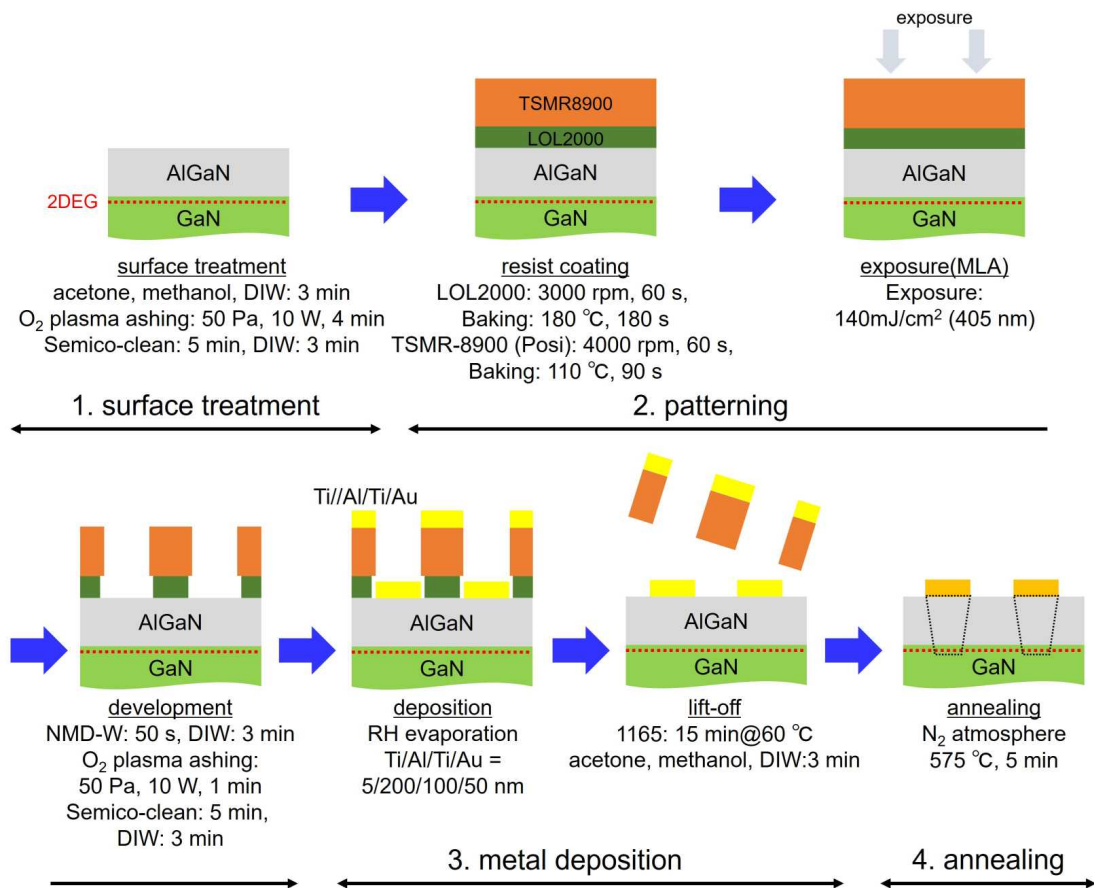 exposure
TSMR8900
LOL2000
AlGaN
AlGaN
AlGaN
2DEG
GaN
GaN
GaN
surface treatment
acetone, methanol, DIW: 3 min
O₂ plasma ashing: 50 Pa, 10 W, 4 min
Semico-clean: 5 min, DIW: 3 min
resist coating
LOL2000: 3000 rpm, 60 s,
Baking: 180 ℃, 180 s
TSMR-8900 (Posi): 4000 rpm, 60 s,
Baking: 110 ℃, 90 s
exposure(MLA)
Exposure:
140mJ/cm² (405 nm)
1. surface treatment
2. patterning
Ti//Al/Ti/Au
AlGaN
AlGaN
AlGaN
AlGaN
GaN
GaN
GaN
GaN
development
NMD-W: 50 s, DIW: 3 min
O₂ plasma ashing:
50 Pa, 10 W, 1 min
Semico-clean: 5 min,
DIW: 3 min
deposition
RH evaporation
Ti/Al/Ti/Au =
5/200/100/50 nm
lift-off
1165: 15 min@60 ℃
acetone, methanol, DIW:3 min
annealing
N₂ atmosphere
575 ℃, 5 min
3. metal deposition
4. annealing